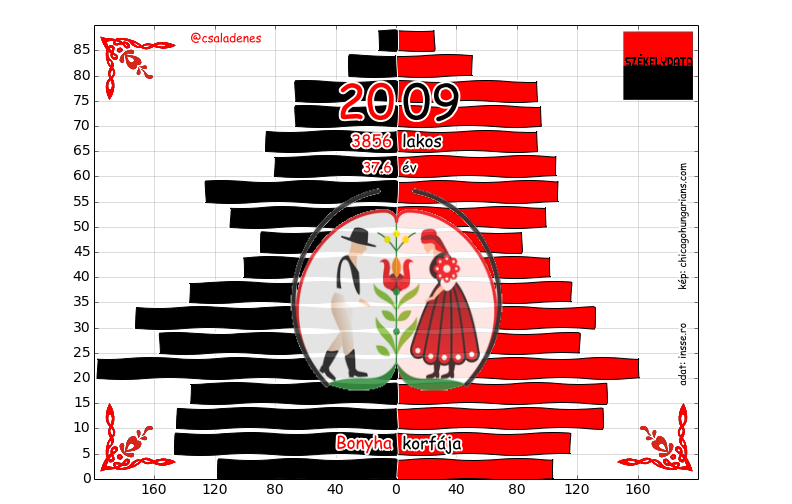 @csaladenes
SZÉKELYDATA
2009
3856 lakos
37.6 év
kép: chicagohungarians.com
adat: insse.ro
Bonyha korfája
85
80
75
70
65
60
55
50
45
40
35
30
25
20
15
10
5
0
160 120 80 40 0 40 80 120 160